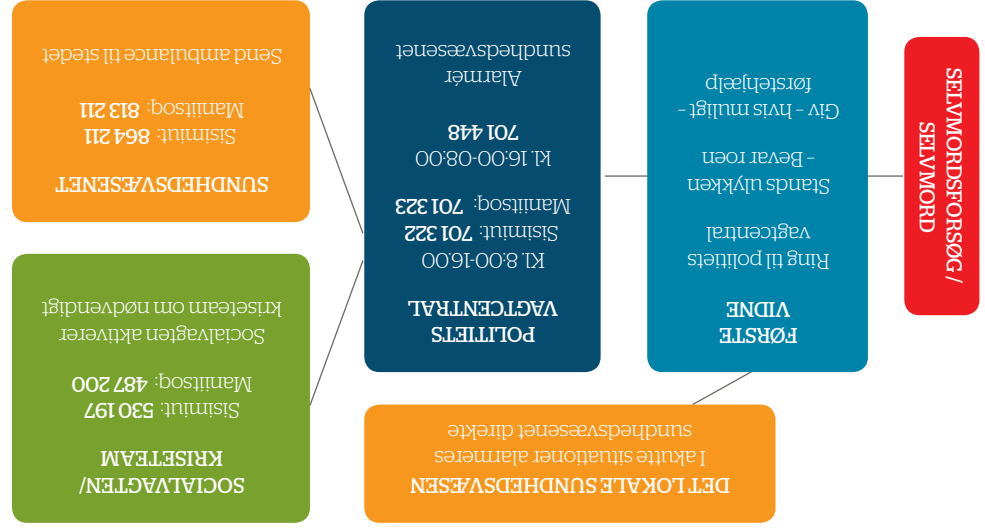 SELVMORDSFORSØG /
SELVMORD
FØRSTE
VIDNE
Ring til politiets
vagtcentral
Stands ulykken
– Bevar roen
Giv – hvis muligt –
førstehjælp
DET LOKALE SUNDHEDSVÆSEN
I akutte situationer alarmeres
sundhedsvæsenet direkte
POLITIETS
VAGTCENTRAL
Kl. 8:00-16.00
Sisimiut: 701 322
Maniitsoq: 701 323
kl. 16:00-08:00
701 448
Alarmér
sundhedsvæsenet
SOCIALVAGTEN/
KRISETEAM
Sisimiut: 530 197
Maniitsoq: 487 200
Socialvagten aktiverer
kriseteam om nødvendigt
SUNDHEDSVÆSENET
Sisimiut: 864 211
Maniitsoq: 813 211
Send ambulance til stedet